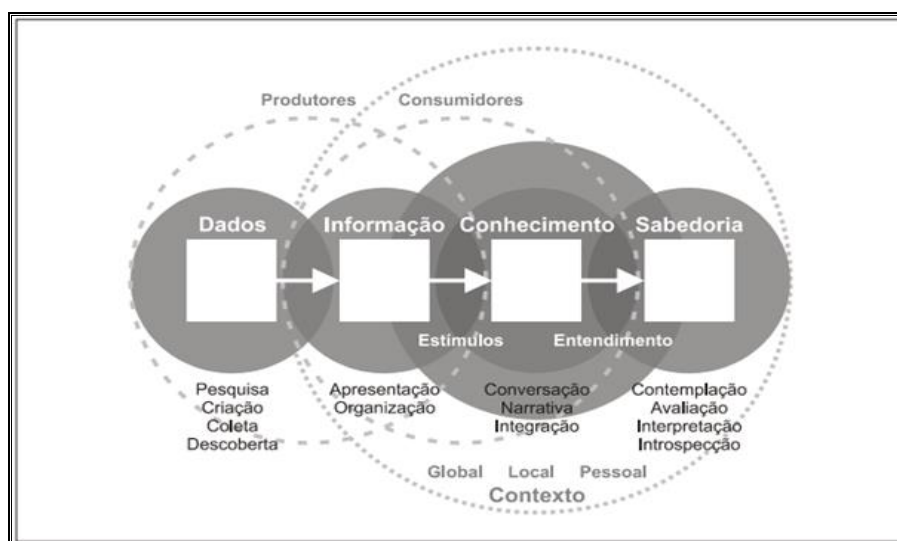 Produtores
Consumidores
Dados
Informação
Conhecimento
Sabedoria
Estímulos
Entendimento
Pesquisa
Criação
Coleta
Descoberta
Apresentação
Organização
Conversação
Narrativa
Integração
Contemplação
Avaliação
Interpretação
Introspecção
Global
Local
Pessoal
Contexto